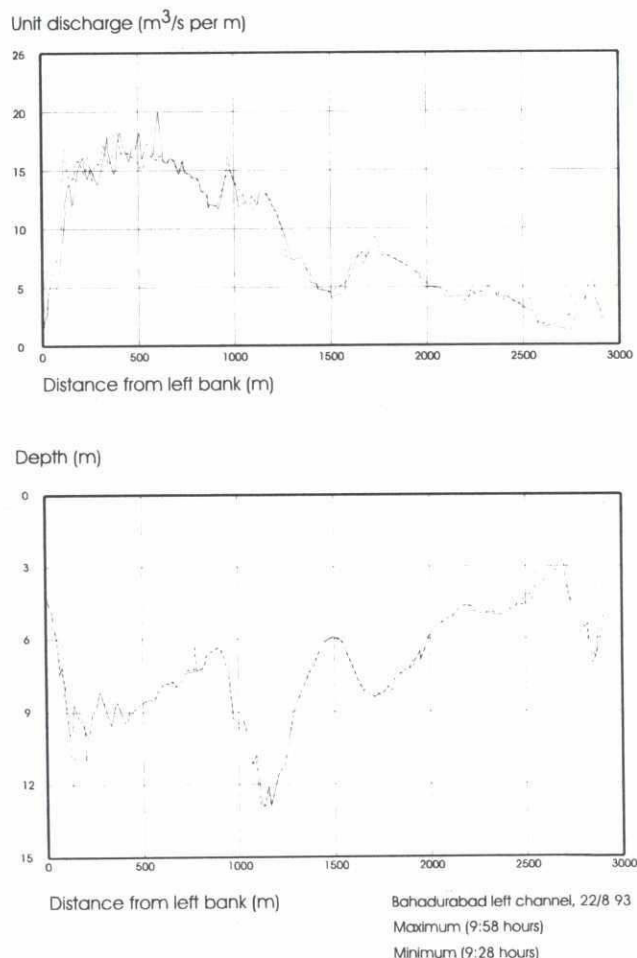 Unit discharge (m³/s per m)
26
20
15
10
5
0
0 500 1000 1500 2000 2500 3000
Distance from left bank (m)
Depth (m)
0
3
6
9
12
15
0 500 1000 1500 2000 2500 3000
Distance from left bank (m)
Bahadurabad left channel, 22/8 93
Maximum (9:58 hours)
Minimum (9:28 hours)